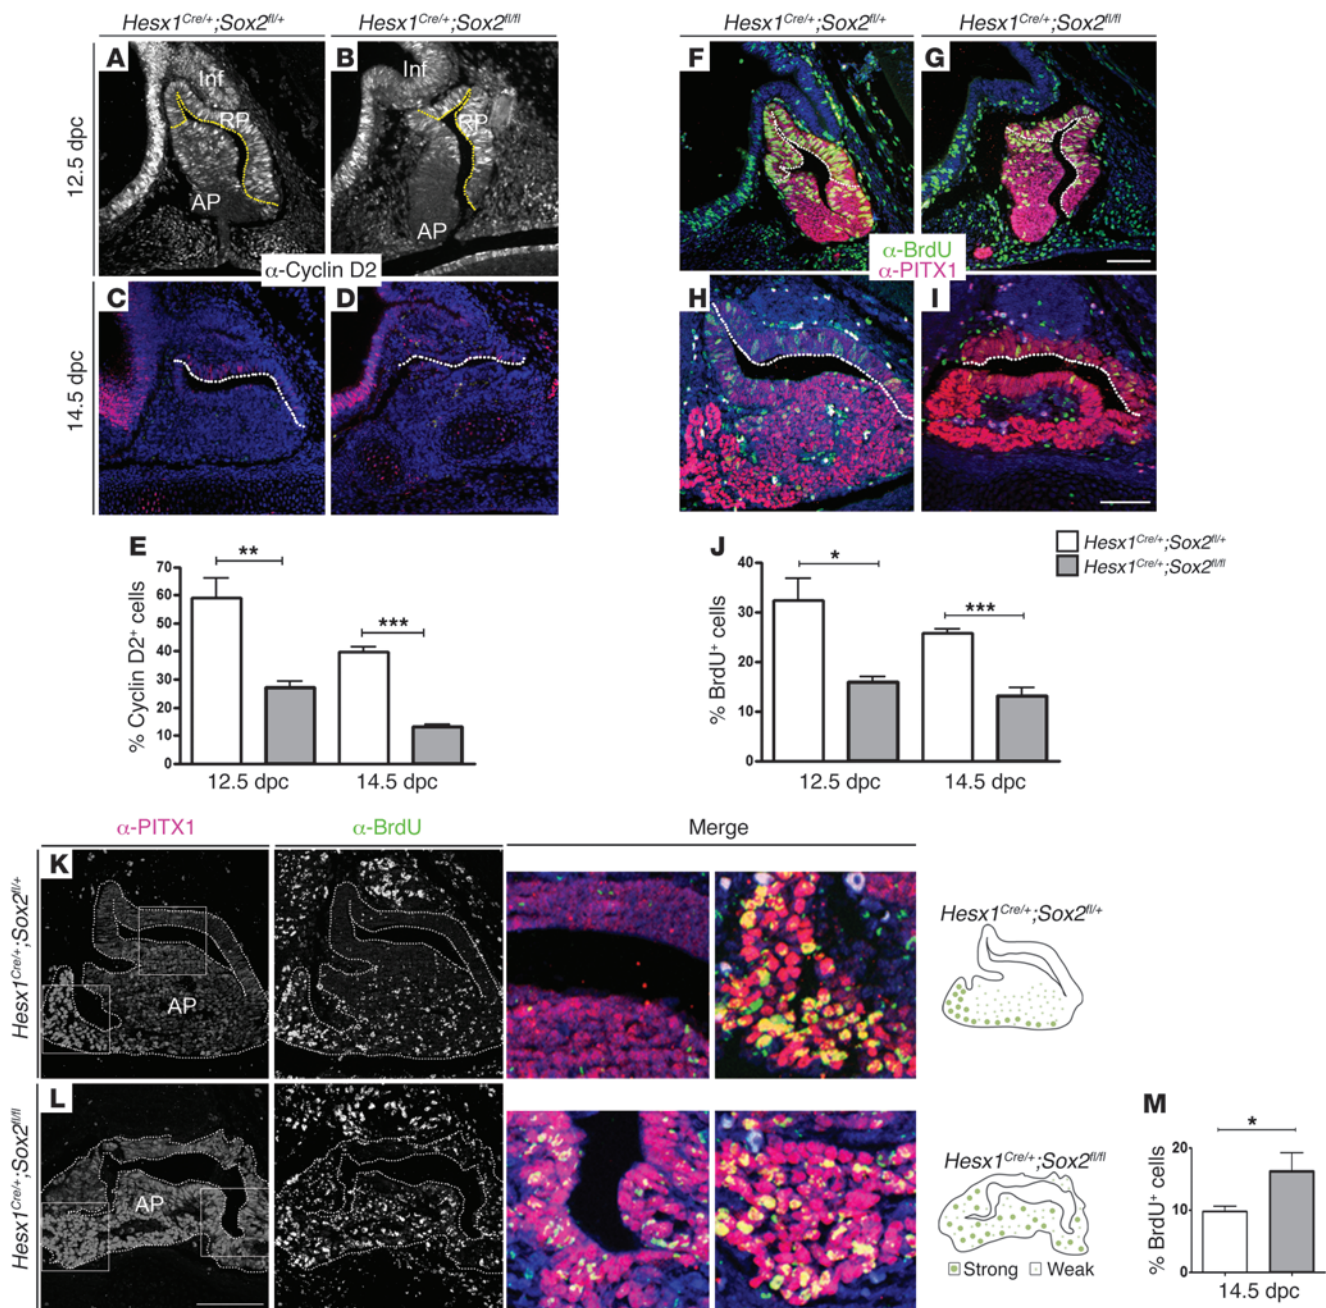 Hesx1Cre/+;Sox2fl/+
Hesx1Cre/+;Sox2fl/fl
Hesx1Cre/+;Sox2fl/+
Hesx1Cre/+;Sox2fl/fl
12.5 dpc
A
Inf
RP
AP
B
Inf
RP
AP
F
G
α-Cyclin D2
α-BrdU
α-PITX1
14.5 dpc
C
D
H
I
E
% Cyclin D2+ cells
70
60
50
40
30
20
10
0
**
***
12.5 dpc
14.5 dpc
J
% BrdU+ cells
40
30
20
10
0
*
***
12.5 dpc
14.5 dpc
Hesx1Cre/+;Sox2fl/+
Hesx1Cre/+;Sox2fl/fl
α-PITX1
α-BrdU
Merge
Hesx1Cre/+;Sox2fl/+
K
AP
Hesx1Cre/+;Sox2fl/+
Hesx1Cre/+;Sox2fl/fl
L
AP
Hesx1Cre/+;Sox2fl/fl
Strong
Weak
M
% BrdU+ cells
20
10
0
*
14.5 dpc